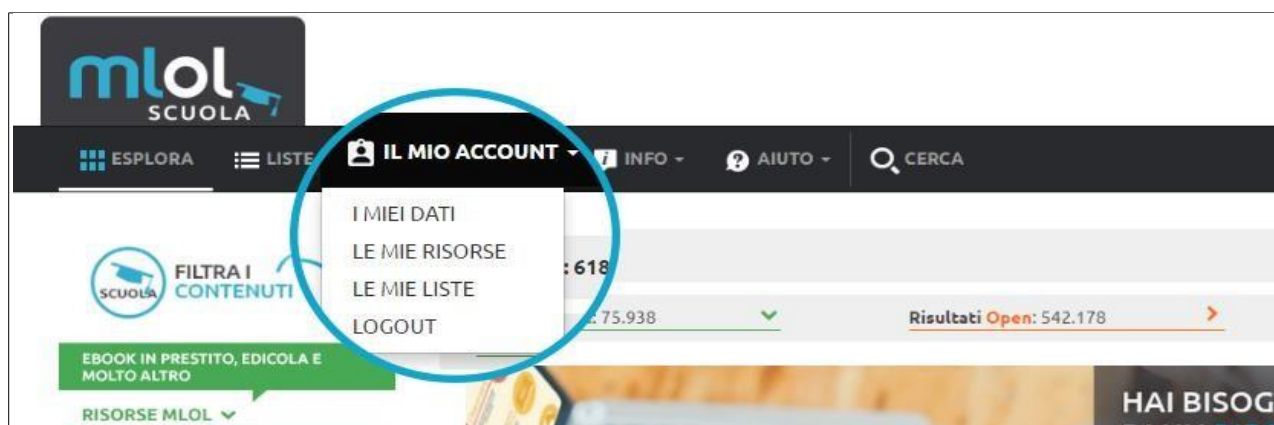 mlol
SCUOLA
ESPLORA LISTE IL MIO ACCOUNT INFO AIUTO CERCA
I MIEI DATI
LE MIE RISORSE
LE MIE LISTE
LOGOUT
SCUOLA
FILTRA I
CONTENUTI
: 618
: 75.938 Risultati Open: 542.178
EBOOK IN PRESTITO, EDICOLA E
MOLTO ALTRO
RISORSE MLOL
HAI BISOG